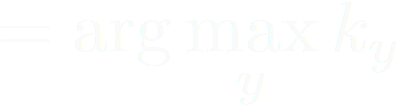 = arg max k_y
y